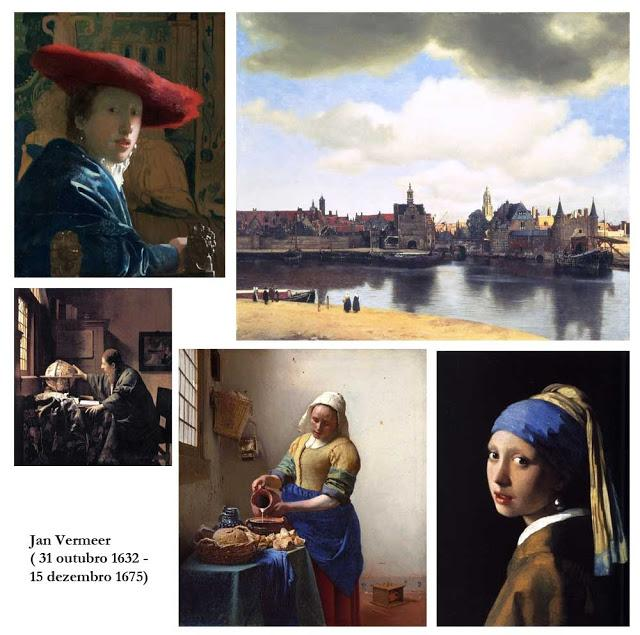 Jan Vermeer
( 31 outubro 1632 -
15 dezembro 1675)